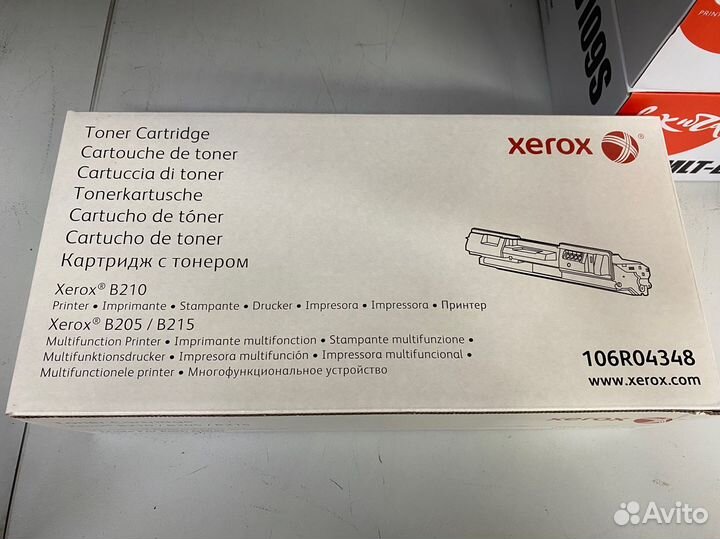 Toner Cartridge
Cartouche de toner
Cartuccia di toner
Tonerkartusche
Cartucho de tóner
Cartucho de toner
Картридж с тонером
Xerox® B210
Printer • Imprimante • Stampante • Drucker • Impresora • Impressora • Принтер
Xerox® B205 / B215
Multifunction Printer • Imprimante multifonction • Stampante multifunzione •
Multifunktionsdrucker • Impresora multifunción • Impressora multifuncional •
Multifunctionele printer • Многофункциональное устройство
xerox
106R04348
www.xerox.com
109S
Avito